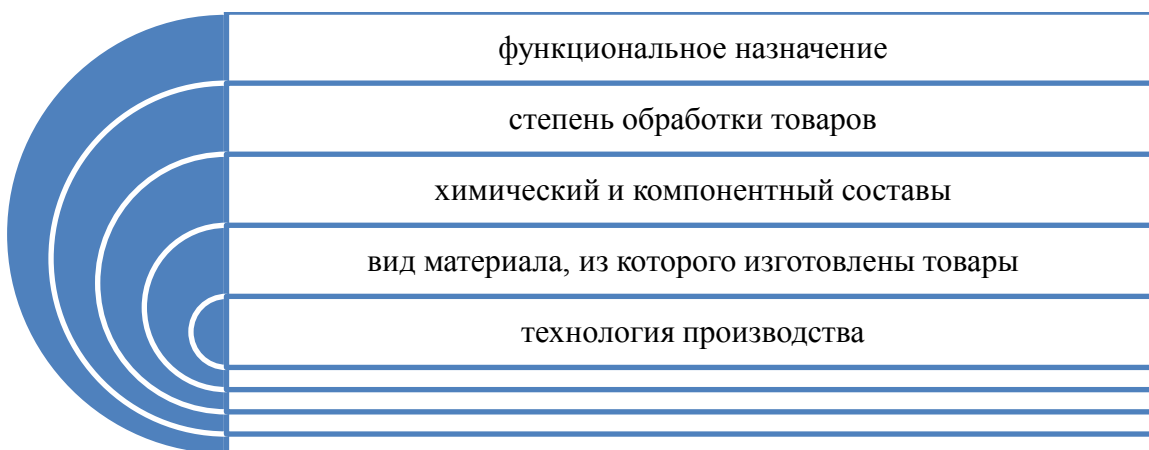 функциональное назначение
степень обработки товаров
химический и компонентный составы
вид материала, из которого изготовлены товары
технология производства